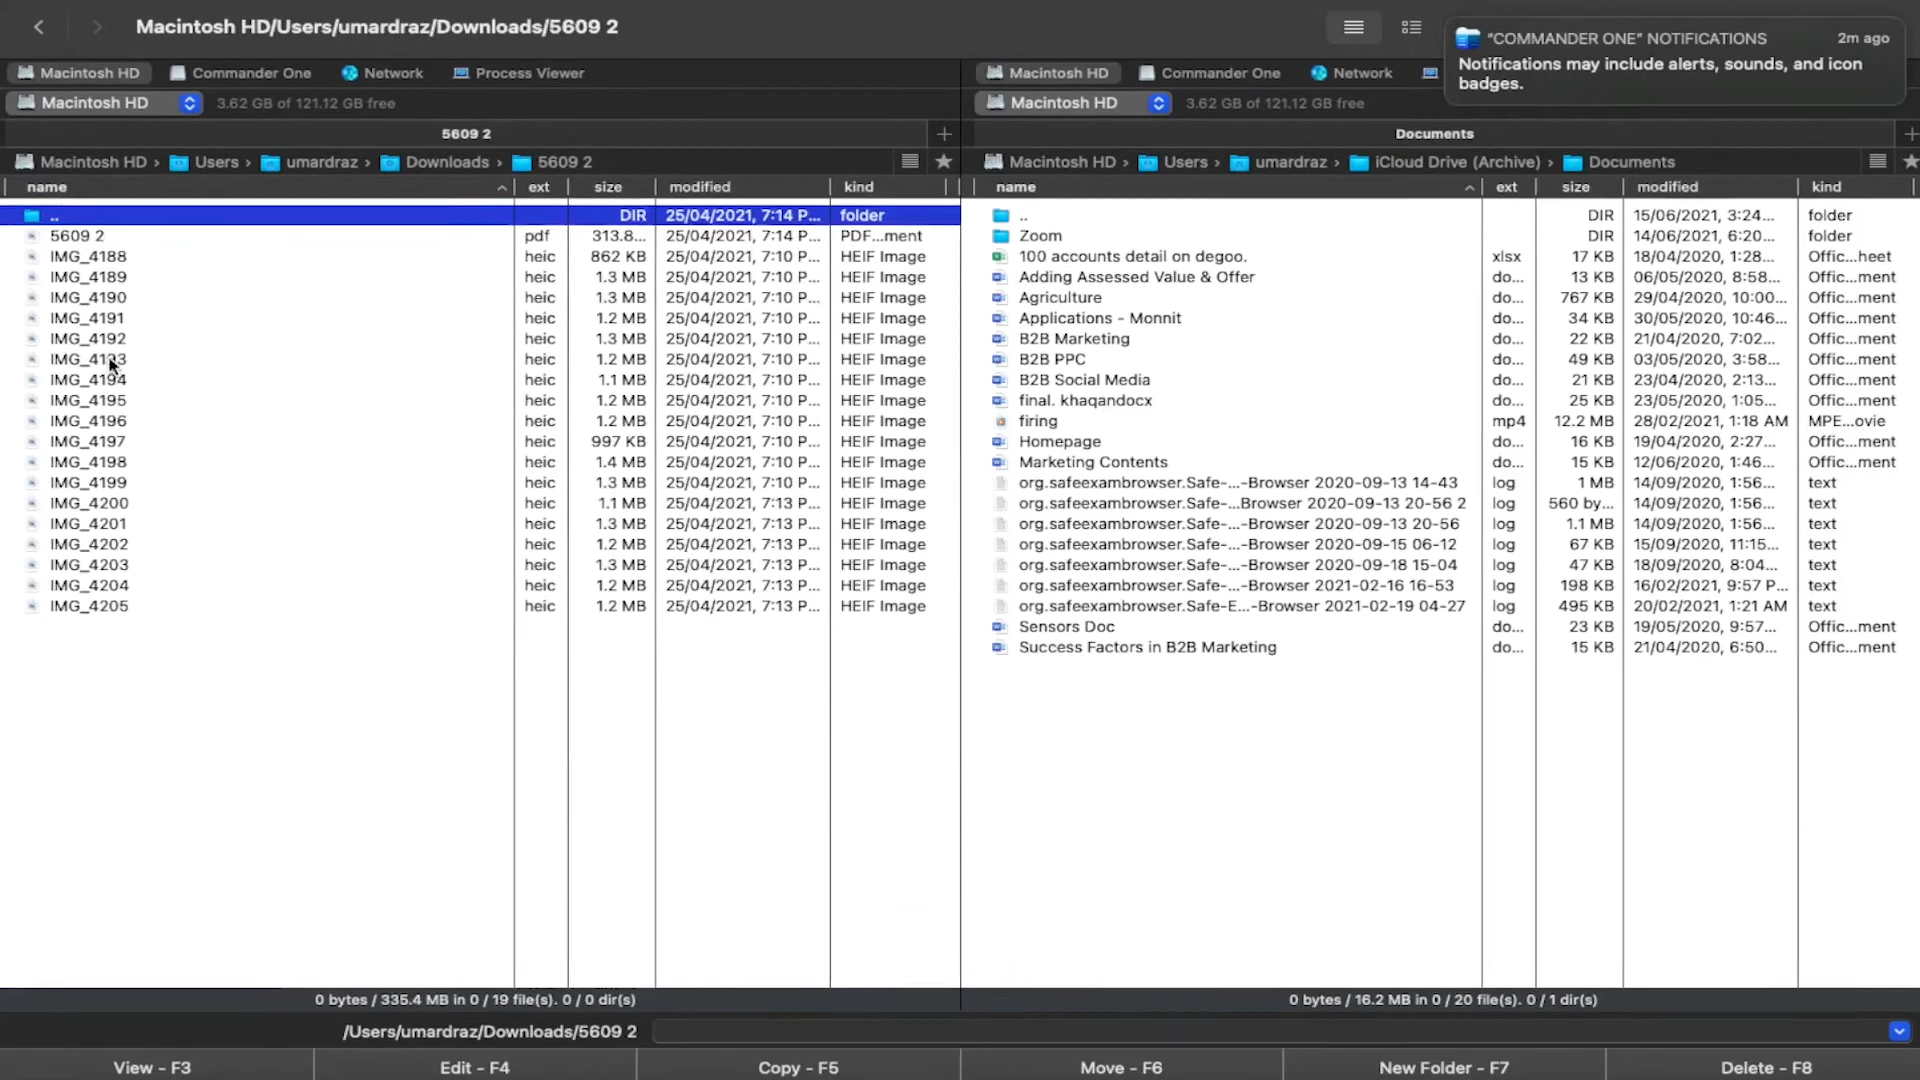 Macintosh HD/Users/umardraz/Downloads/5609 2
"COMMANDER ONE" NOTIFICATIONS 2m ago
Notifications may include alerts, sounds, and icon
badges.
Macintosh HD Commander One Network Process Viewer
Macintosh HD 3.62 GB of 121.12 GB free
5609 2
Macintosh HD › Users › umardraz › Downloads › 5609 2
name ext size modified kind
.. DIR 25/04/2021, 7:14 P... folder
5609 2 pdf 313.8... 25/04/2021, 7:14 P... PDF...ment
IMG_4188 heic 862 KB 25/04/2021, 7:10 P... HEIF Image
IMG_4189 heic 1.3 MB 25/04/2021, 7:10 P... HEIF Image
IMG_4190 heic 1.3 MB 25/04/2021, 7:10 P... HEIF Image
IMG_4191 heic 1.2 MB 25/04/2021, 7:10 P... HEIF Image
IMG_4192 heic 1.3 MB 25/04/2021, 7:10 P... HEIF Image
IMG_4193 heic 1.2 MB 25/04/2021, 7:10 P... HEIF Image
IMG_4194 heic 1.1 MB 25/04/2021, 7:10 P... HEIF Image
IMG_4195 heic 1.2 MB 25/04/2021, 7:10 P... HEIF Image
IMG_4196 heic 1.2 MB 25/04/2021, 7:10 P... HEIF Image
IMG_4197 heic 997 KB 25/04/2021, 7:10 P... HEIF Image
IMG_4198 heic 1.4 MB 25/04/2021, 7:10 P... HEIF Image
IMG_4199 heic 1.3 MB 25/04/2021, 7:10 P... HEIF Image
IMG_4200 heic 1.1 MB 25/04/2021, 7:13 P... HEIF Image
IMG_4201 heic 1.3 MB 25/04/2021, 7:13 P... HEIF Image
IMG_4202 heic 1.2 MB 25/04/2021, 7:13 P... HEIF Image
IMG_4203 heic 1.3 MB 25/04/2021, 7:13 P... HEIF Image
IMG_4204 heic 1.2 MB 25/04/2021, 7:13 P... HEIF Image
IMG_4205 heic 1.2 MB 25/04/2021, 7:13 P... HEIF Image
0 bytes / 335.4 MB in 0 / 19 file(s). 0 / 0 dir(s)
Macintosh HD Commander One Network
Macintosh HD 3.62 GB of 121.12 GB free
Documents
Macintosh HD › Users › umardraz › iCloud Drive (Archive) › Documents
name ext size modified kind
.. DIR 15/06/2021, 3:24... folder
Zoom DIR 14/06/2021, 6:20... folder
100 accounts detail on degoo. xlsx 17 KB 18/04/2020, 1:28... Offic...heet
Adding Assessed Value & Offer do... 13 KB 06/05/2020, 8:58... Offic...ment
Agriculture do... 767 KB 29/04/2020, 10:00... Offic...ment
Applications - Monnit do... 34 KB 30/05/2020, 10:46... Offic...ment
B2B Marketing do... 22 KB 21/04/2020, 7:02... Offic...ment
B2B PPC do... 49 KB 03/05/2020, 3:58... Offic...ment
B2B Social Media do... 21 KB 23/04/2020, 2:13... Offic...ment
final. khaqandocx do... 25 KB 23/05/2020, 1:05... Offic...ment
firing mp4 12.2 MB 28/02/2021, 1:18 AM MPE...ovie
Homepage do... 16 KB 19/04/2020, 2:27... Offic...ment
Marketing Contents do... 15 KB 12/06/2020, 1:46... Offic...ment
org.safeexambrowser.Safe-...-Browser 2020-09-13 14-43 log 1 MB 14/09/2020, 1:56... text
org.safeexambrowser.Safe-...Browser 2020-09-13 20-56 2 log 560 by... 14/09/2020, 1:56... text
org.safeexambrowser.Safe-...-Browser 2020-09-13 20-56 log 1.1 MB 14/09/2020, 1:56... text
org.safeexambrowser.Safe-...-Browser 2020-09-15 06-12 log 67 KB 15/09/2020, 11:15... text
org.safeexambrowser.Safe-...-Browser 2020-09-18 15-04 log 47 KB 18/09/2020, 8:04... text
org.safeexambrowser.Safe-...-Browser 2021-02-16 16-53 log 198 KB 16/02/2021, 9:57 P... text
org.safeexambrowser.Safe-E...-Browser 2021-02-19 04-27 log 495 KB 20/02/2021, 1:21 AM text
Sensors Doc do... 23 KB 19/05/2020, 9:57... Offic...ment
Success Factors in B2B Marketing do... 15 KB 21/04/2020, 6:50... Offic...ment
0 bytes / 16.2 MB in 0 / 20 file(s). 0 / 1 dir(s)
/Users/umardraz/Downloads/5609 2
View - F3 Edit - F4 Copy - F5 Move - F6 New Folder - F7 Delete - F8